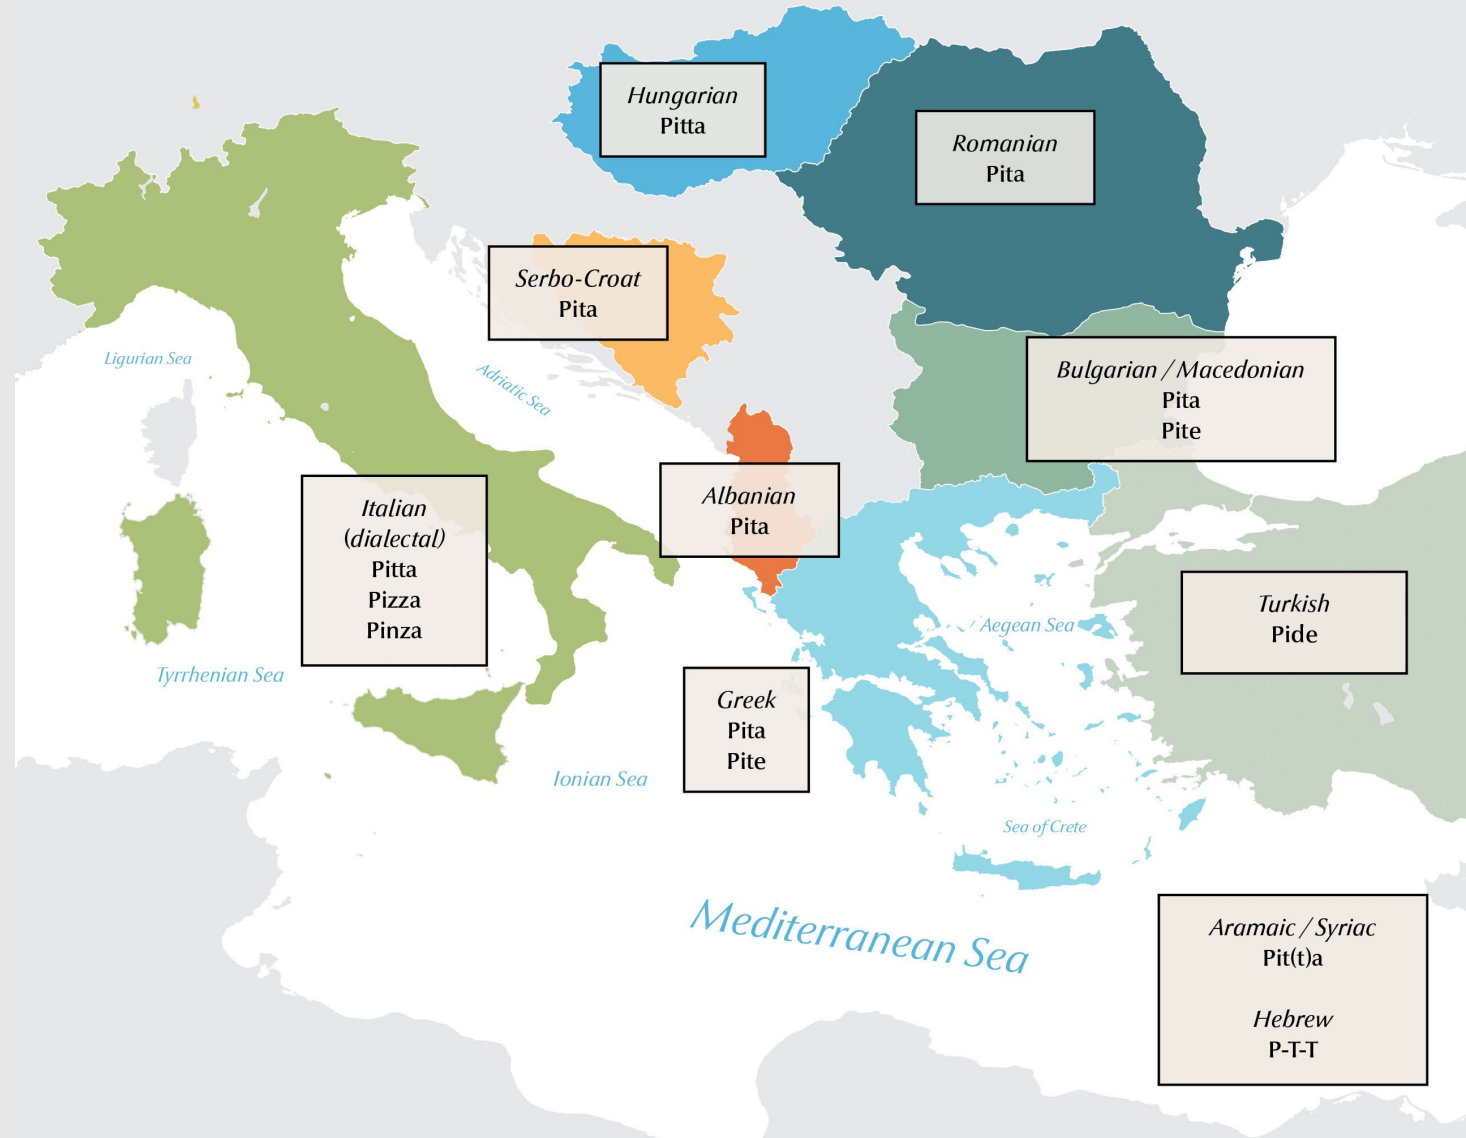 Hungarian
Pitta
Romanian
Pita
Serbo-Croat
Pita
Ligurian Sea
Adriatic Sea
Bulgarian / Macedonian
Pita
Pite
Albanian
Pita
Italian
(dialectal)
Pitta
Pizza
Pinza
Turkish
Pide
Aegean Sea
Tyrrhenian Sea
Greek
Pita
Pite
Ionian Sea
Sea of Crete
Mediterranean Sea
Aramaic / Syriac
Pit(t)a
Hebrew
P-T-T